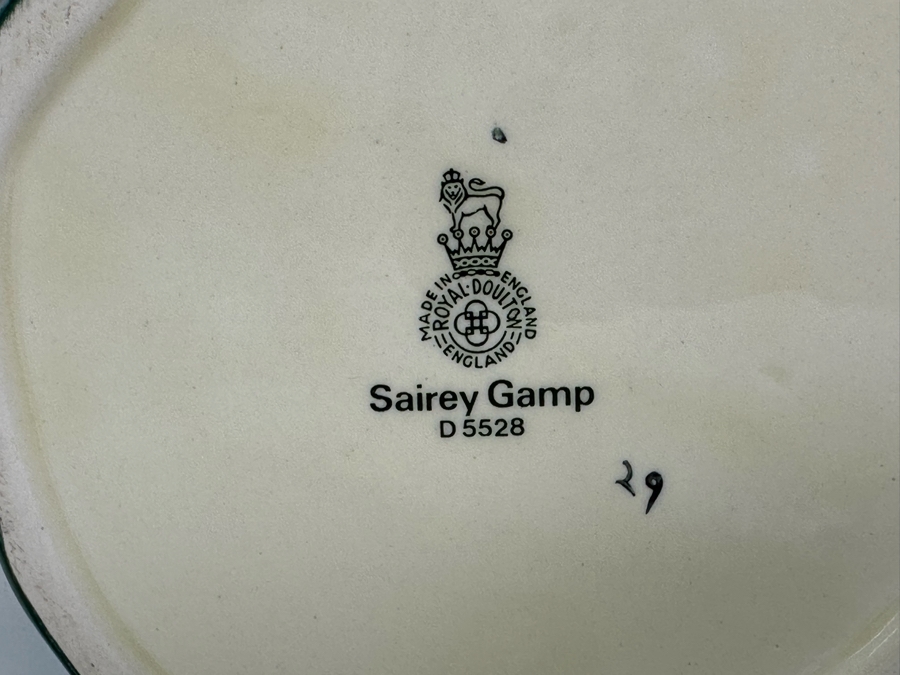 MADE IN ENGLAND
ROYAL·DOULTON
ENGLAND
Sairey Gamp
D 5528
29